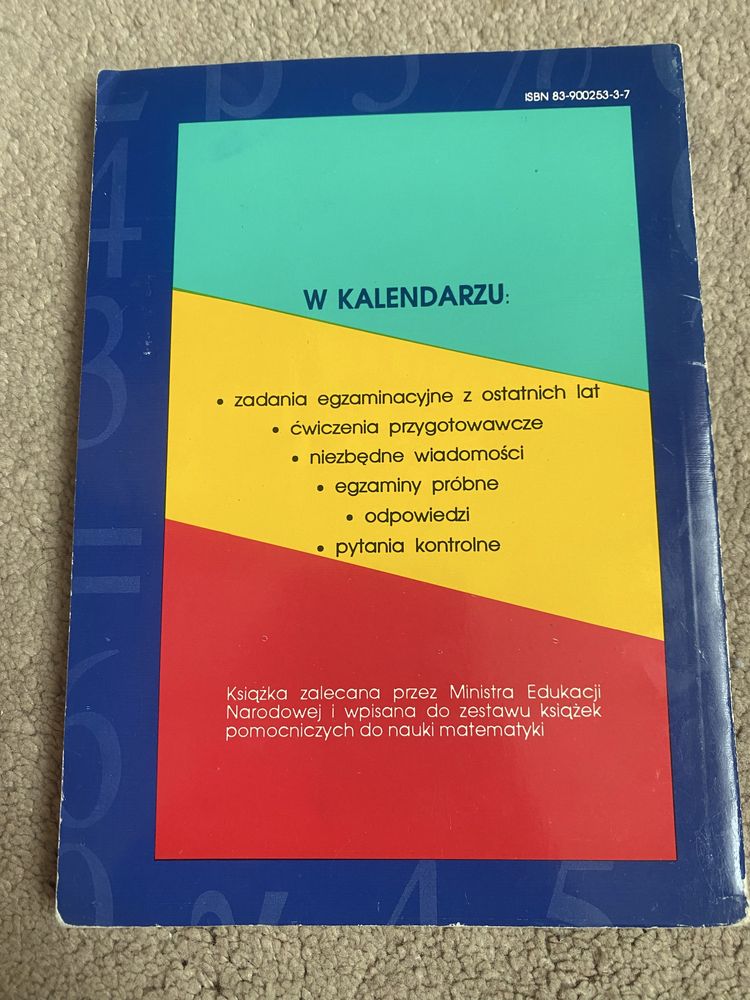 ISBN 83-900253-3-7
W KALENDARZU:
• zadania egzaminacyjne z ostatnich lat
• ćwiczenia przygotowawcze
• niezbędne wiadomości
• egzaminy próbne
• odpowiedzi
• pytania kontrolne
Książka zalecana przez Ministra Edukacji
Narodowej i wpisana do zestawu książek
pomocniczych do nauki matematyki